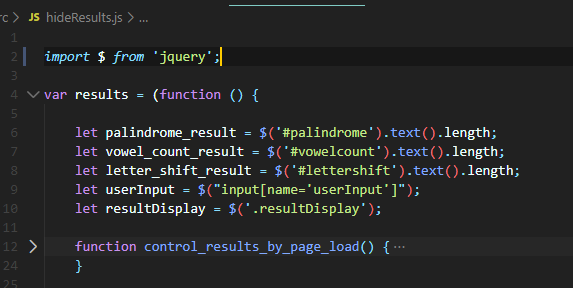 rc > JS hideResults.js > ...
1
2 import $ from 'jquery';
3
4 var results = (function () {
5
6 let palindrome_result = $('#palindrome').text().length;
7 let vowel_count_result = $('#vowelcount').text().length;
8 let letter_shift_result = $('#lettershift').text().length;
9 let userInput = $("input[name='userInput']");
10 let resultDisplay = $('.resultDisplay');
11
12 function control_results_by_page_load() { ...
24 }
25